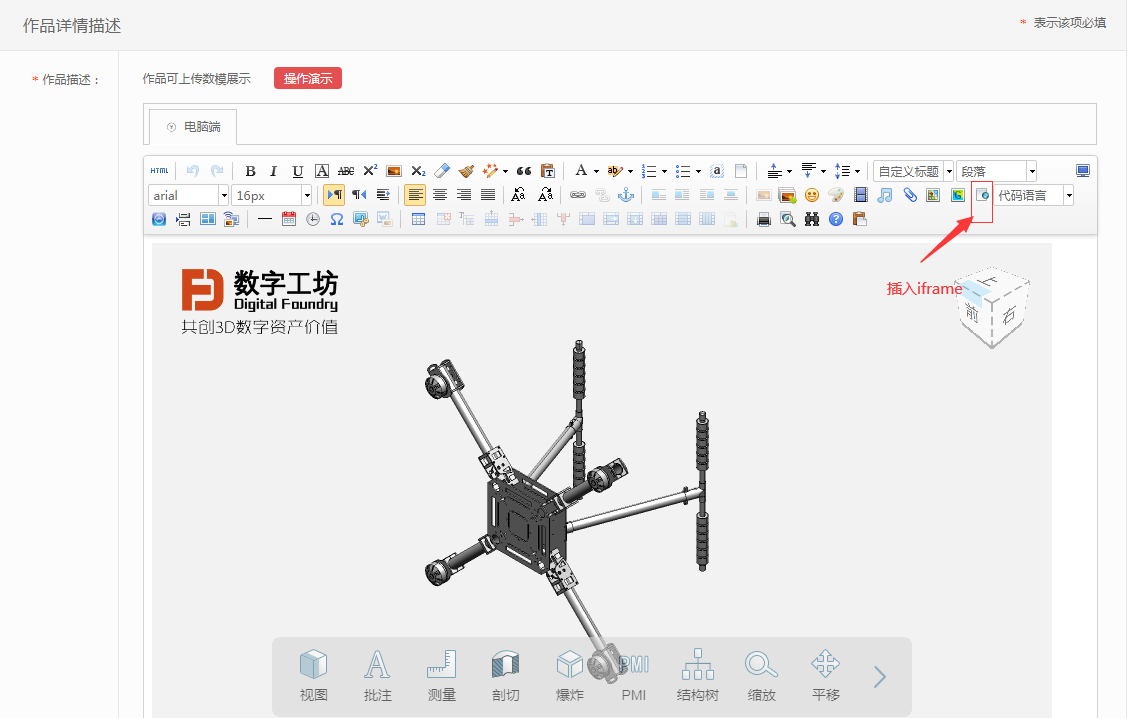 作品详情描述
* 表示该项必填
* 作品描述：
作品可上传数模展示
操作演示
电脑端
HTML
B I U A ABC X² X₂
自定义标题
段落
arial
16px
代码语言
插入iframe
数字工坊
Digital Foundry
共创3D数字资产价值
上
前
右
视图
批注
测量
剖切
爆炸
PMI
PMI
结构树
缩放
平移